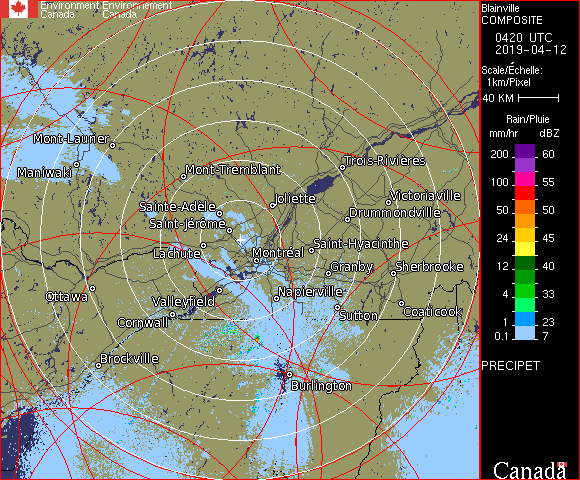 Environment Environnement
Canada Canada
Blainville
COMPOSITE
0420 UTC
2019-04-12
Scale/Échelle:
1km/Pixel
40 KM
Rain/Pluie
mm/hr dBZ
200 60
100 55
50 50
24 45
12 40
4 33
1 23
0.1 7
PRECIPET
Mont-Laurier
Maniwaki
Mont-Tremblant
Trois-Rivières
Joliette
Victoriaville
Sainte-Adele
Drummondville
Saint-Jérôme
Lachute
Montréal
Saint-Hyacinthe
Granby
Sherbrooke
Ottawa
Valleyfield
Napierville
Cornwall
Sutton
Coaticook
Brockville
Burlington
Canada